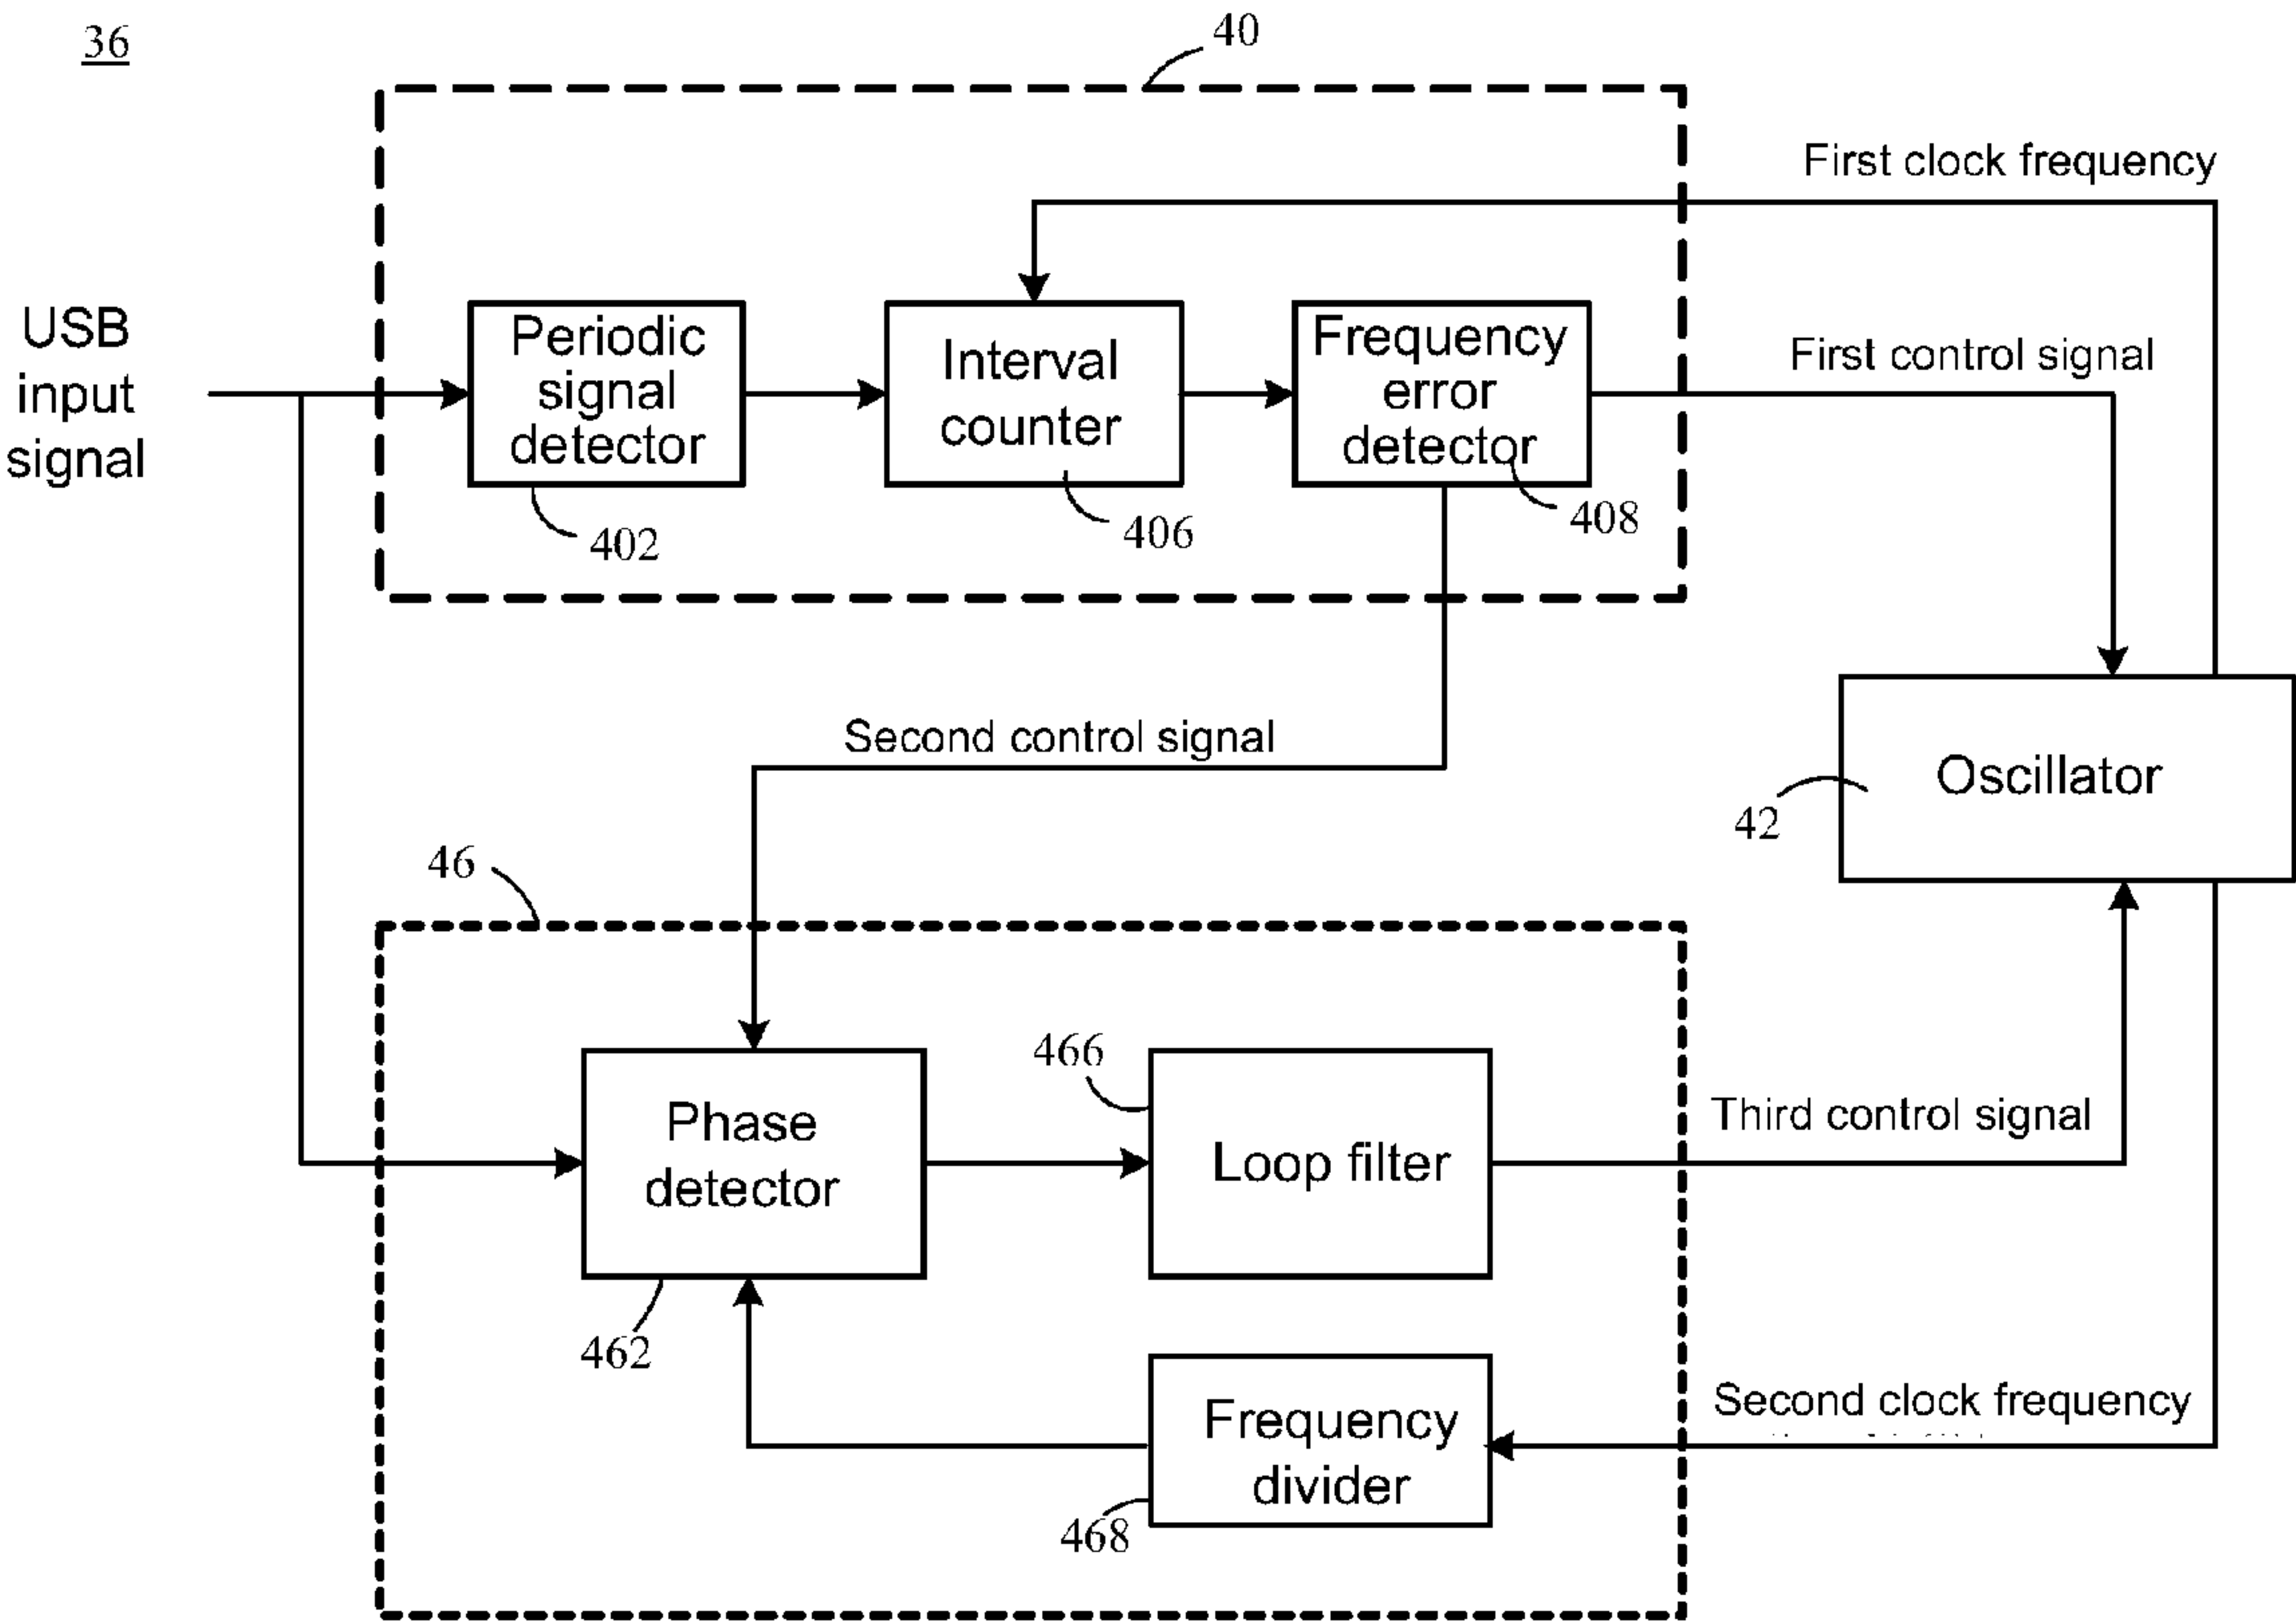 36
40
First clock frequency
USB
input
signal
Periodic
signal
detector
402
Interval
counter
406
Frequency
error
detector
408
First control signal
Second control signal
Oscillator
42
46
Phase
detector
462
466
Loop filter
Third control signal
Frequency
divider
468
Second clock frequency